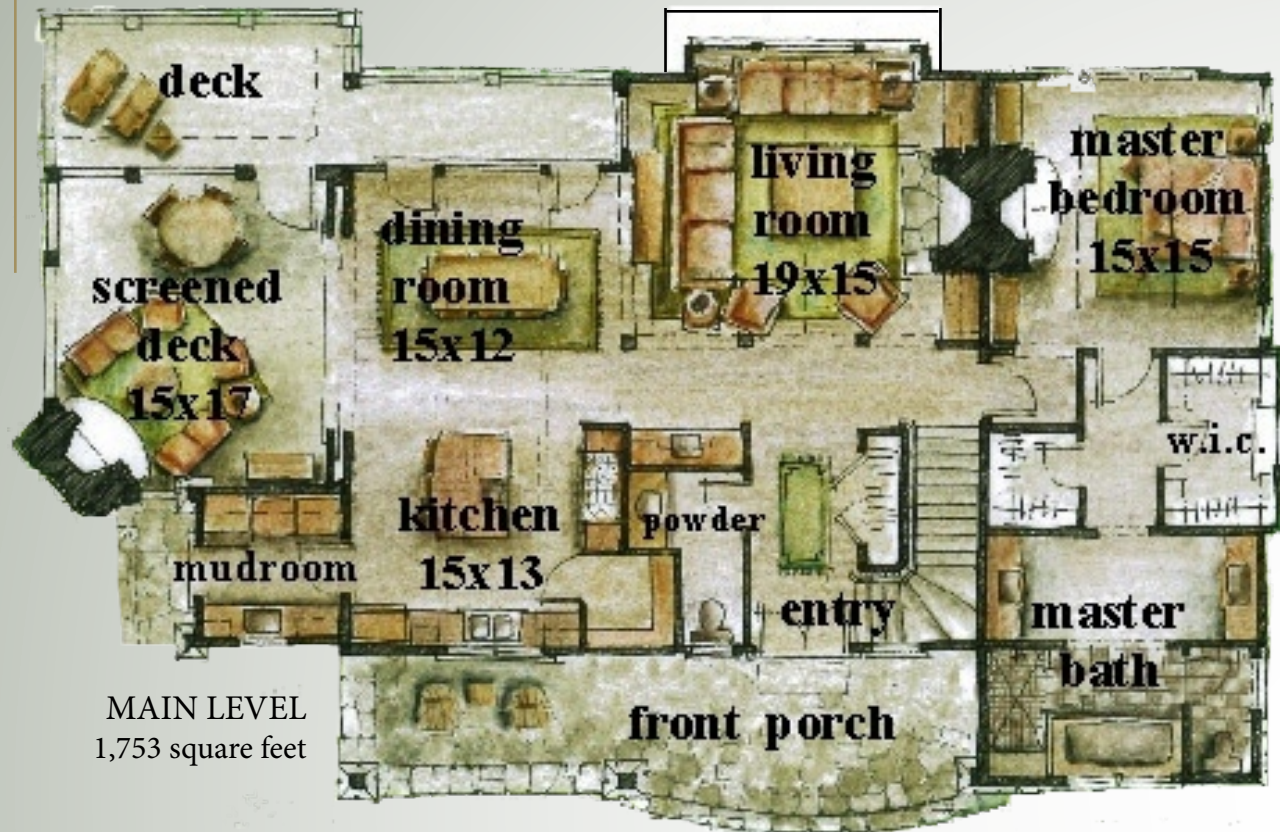 deck
living
room
19x15
master
bedroom
15x15
dining
room
15x12
screened
deck
15x17
w.i.c.
kitchen
15x13
powder
mudroom
entry
master
bath
front porch
MAIN LEVEL
1,753 square feet